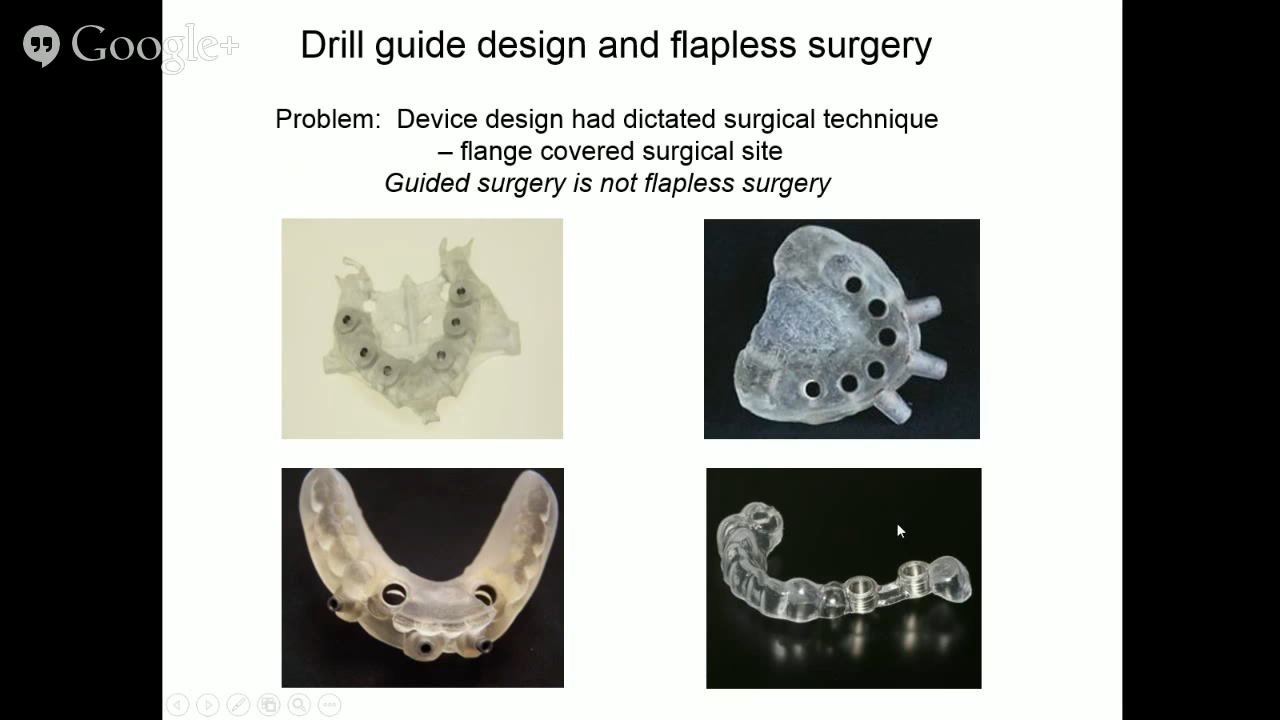 Google+
Drill guide design and flapless surgery
Problem: Device design had dictated surgical technique
– flange covered surgical site
Guided surgery is not flapless surgery